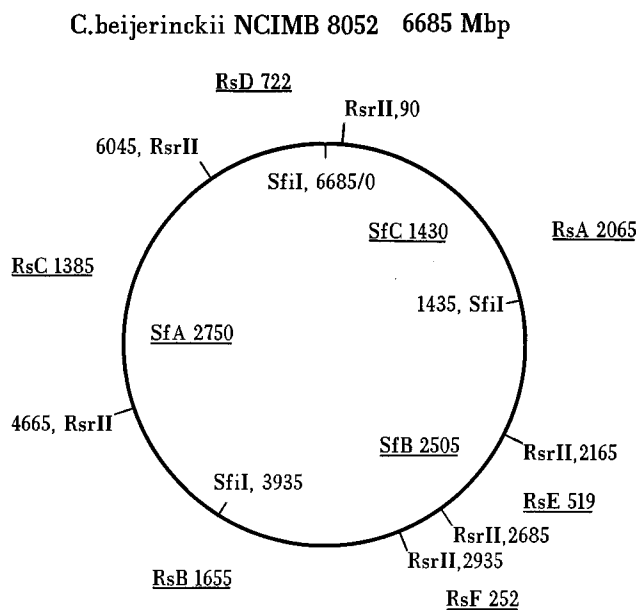 C.beijerinckii NCIMB 8052 6685 Mbp
RsD 722
RsrII,90
6045, RsrII
SfiI, 6685/0
SfC 1430
RsA 2065
RsC 1385
1435, SfiI
SfA 2750
4665, RsrII
SfB 2505
RsrII,2165
SfiI, 3935
RsE 519
RsrII,2685
RsrII,2935
RsB 1655
RsF 252